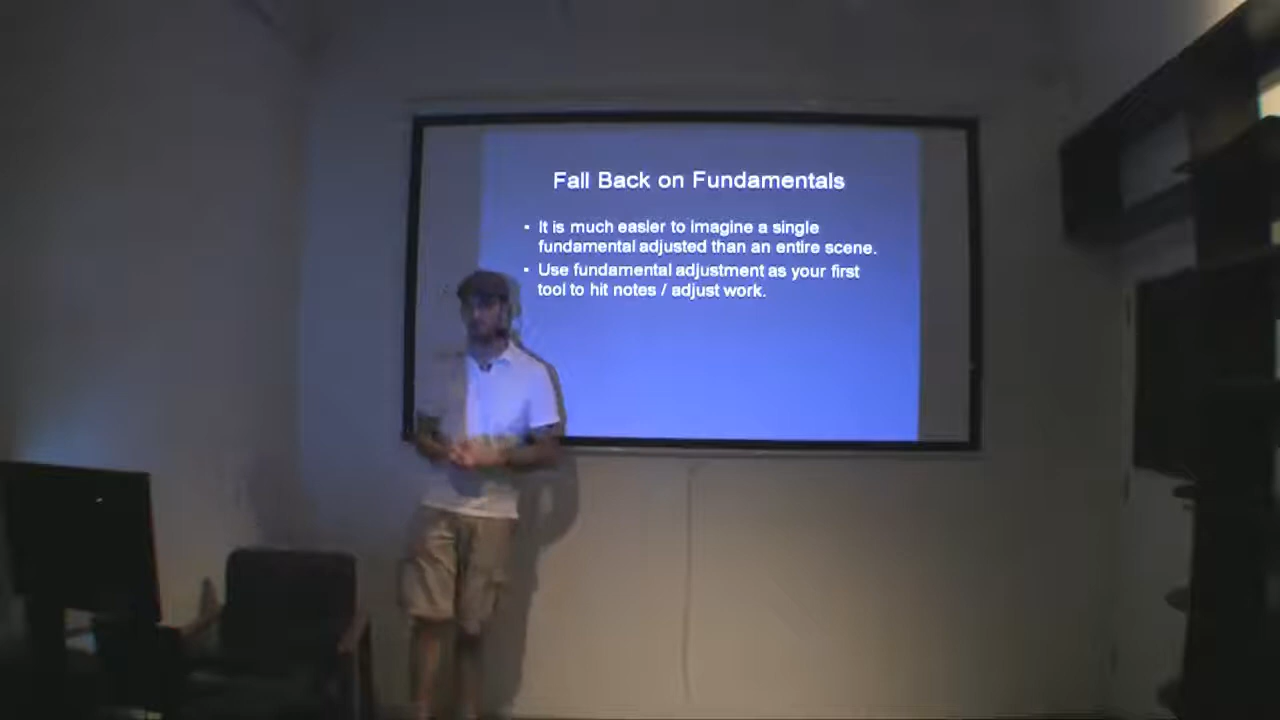 Fall Back on Fundamentals
• It is much easier to imagine a single
fundamental adjusted than an entire scene.
• Use fundamental adjustment as your first
tool to hit notes / adjust work.